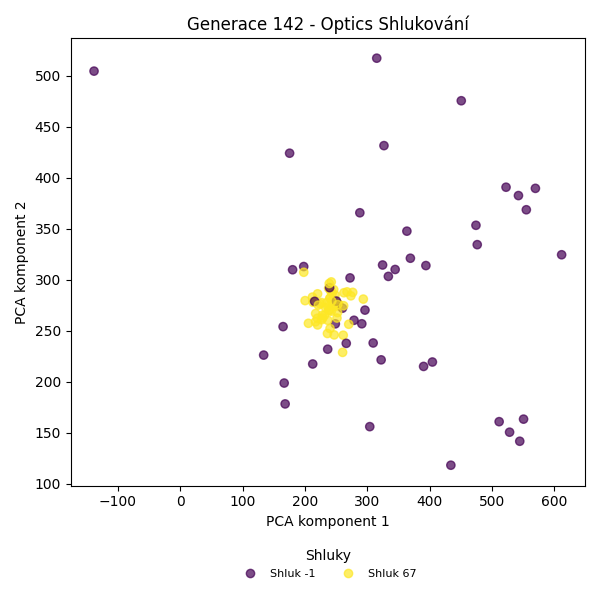 Generace 142 - Optics Shlukování
PCA komponent 2
500
450
400
350
300
250
200
150
100
−100
0
100
200
300
400
500
600
PCA komponent 1
Shluky
Shluk -1
Shluk 67